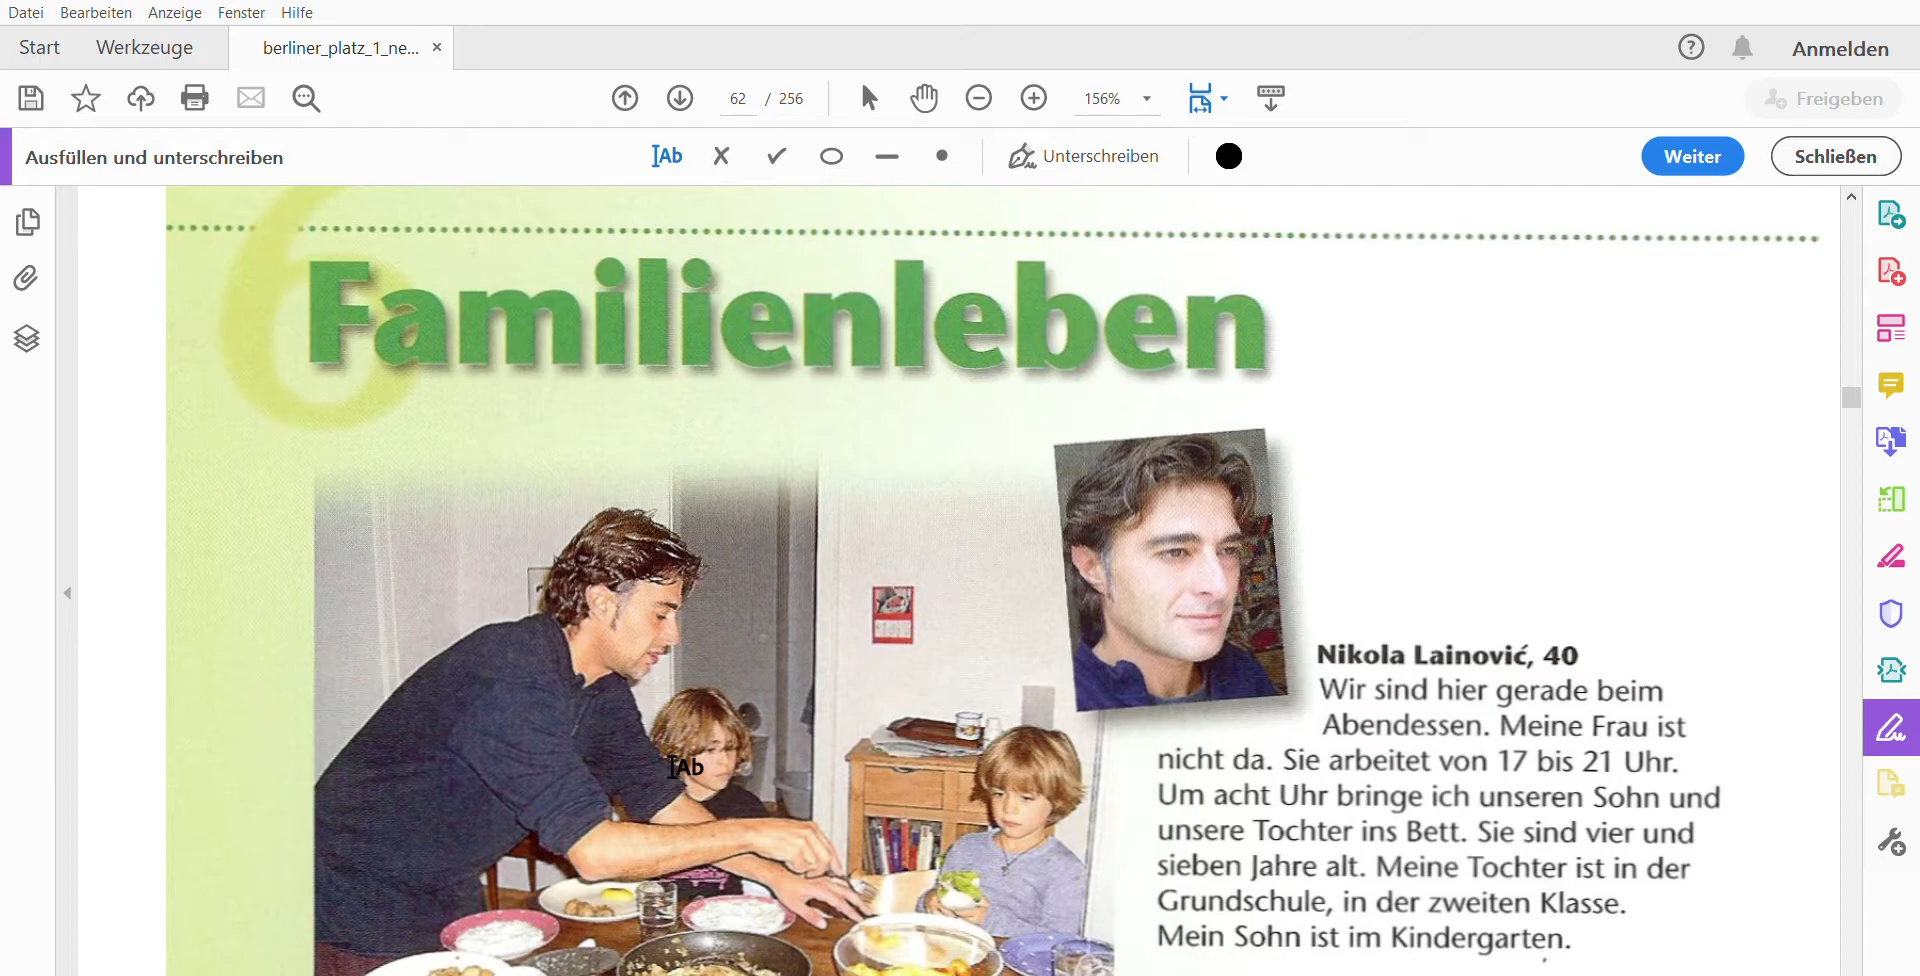 Datei Bearbeiten Anzeige Fenster Hilfe
Start Werkzeuge berliner_platz_1_ne... × Anmelden
62 / 256 156% Freigeben
Ausfüllen und unterschreiben Ab Unterschreiben Weiter Schließen
6
Familienleben
Nikola Lainović, 40
Wir sind hier gerade beim
Abendessen. Meine Frau ist
nicht da. Sie arbeitet von 17 bis 21 Uhr.
Um acht Uhr bringe ich unseren Sohn und
unsere Tochter ins Bett. Sie sind vier und
sieben Jahre alt. Meine Tochter ist in der
Grundschule, in der zweiten Klasse.
Mein Sohn ist im Kindergarten.
Ab